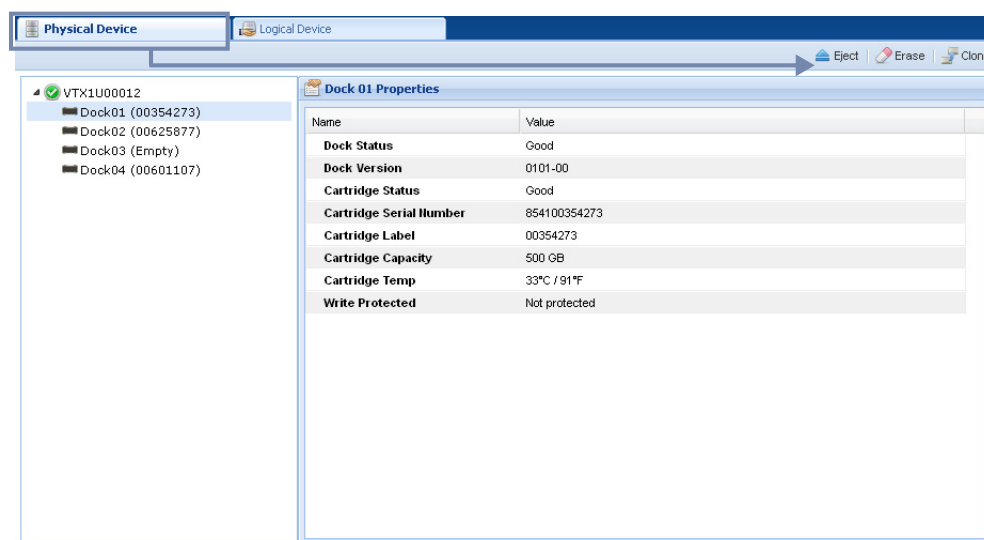 Physical Device
Logical Device
Eject
Erase
Clon
VTX1U00012
Dock01 (00354273)
Dock02 (00625877)
Dock03 (Empty)
Dock04 (00601107)
Dock 01 Properties
Name Value
Dock Status Good
Dock Version 0101-00
Cartridge Status Good
Cartridge Serial Number 854100354273
Cartridge Label 00354273
Cartridge Capacity 500 GB
Cartridge Temp 33°C / 91°F
Write Protected Not protected